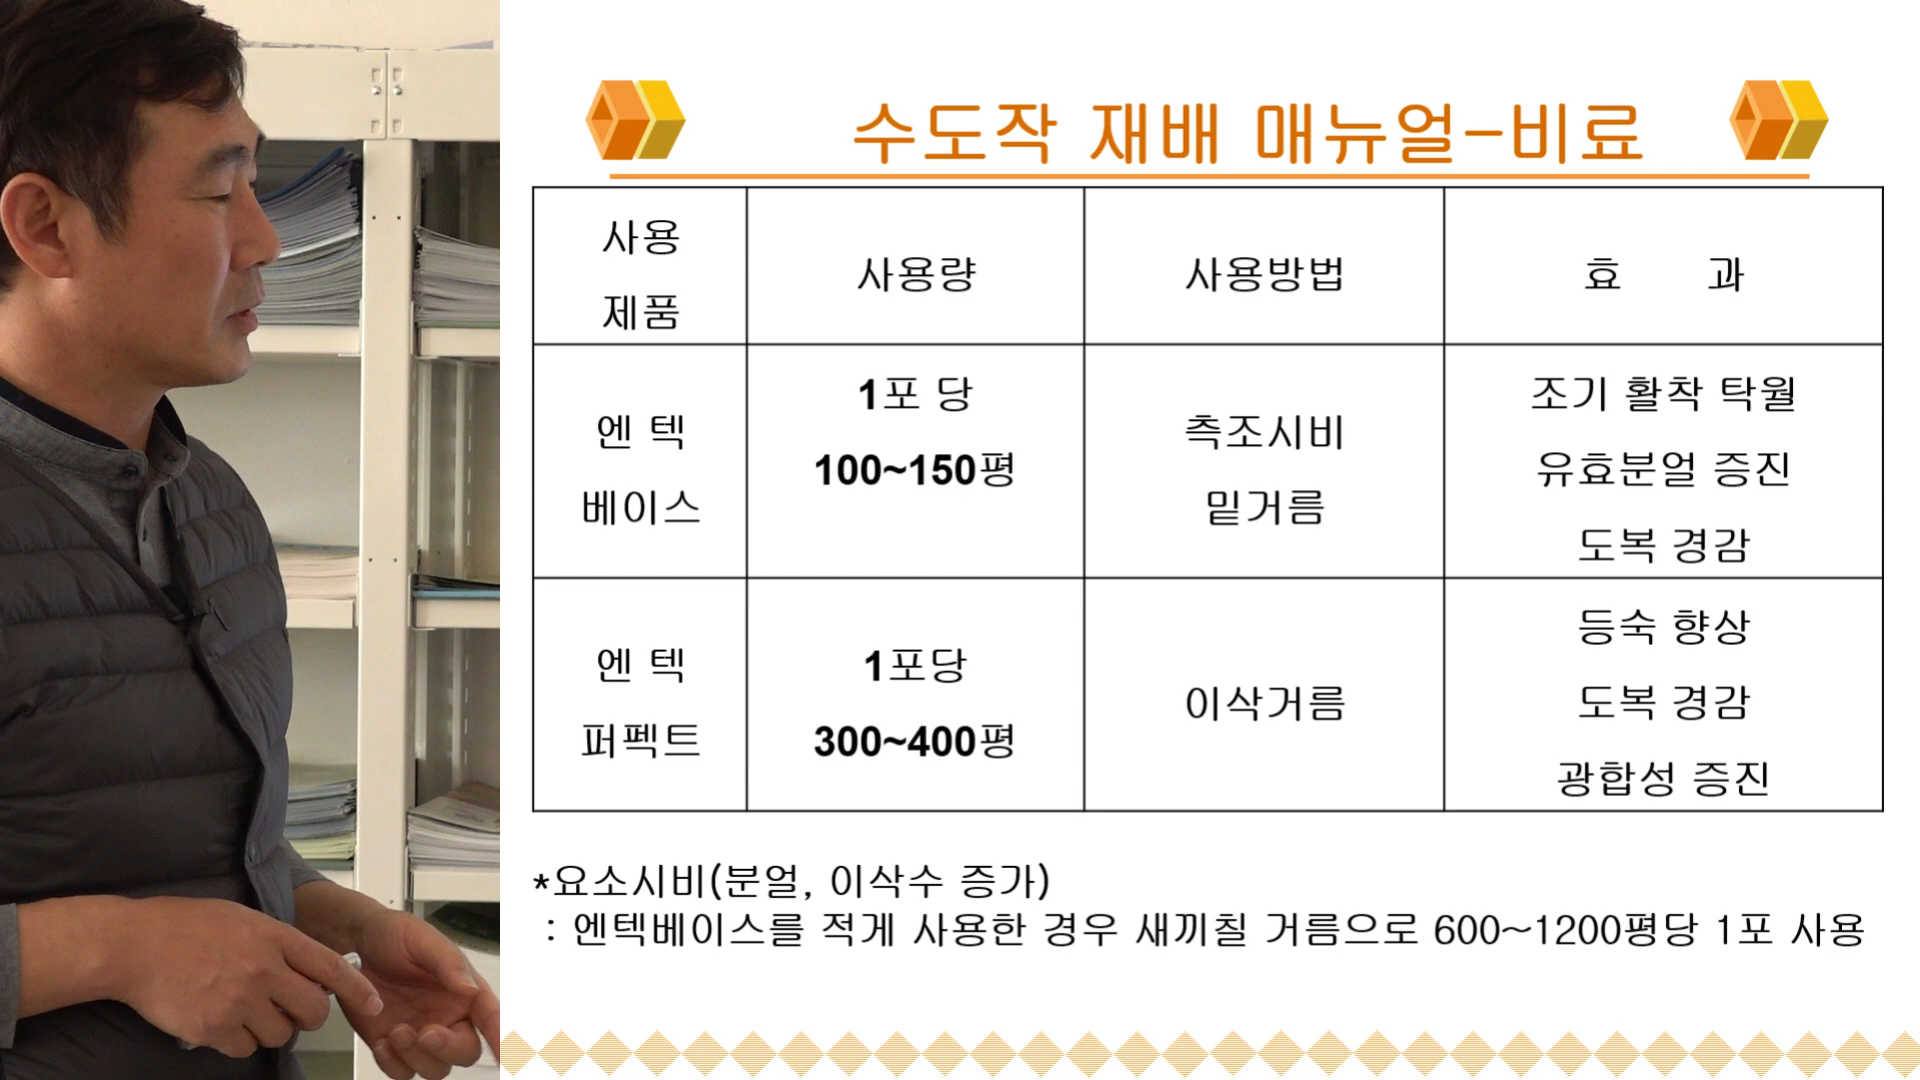 수도작 재배 매뉴얼-비료
사용
제품
사용량
사용방법
효 과
엔 텍
베이스
1포 당
100~150평
측조시비
밑거름
조기 활착 탁월
유효분얼 증진
도복 경감
엔 텍
퍼펙트
1포당
300~400평
이삭거름
등숙 향상
도복 경감
광합성 증진
*요소시비(분얼, 이삭수 증가)
: 엔텍베이스를 적게 사용한 경우 새끼칠 거름으로 600~1200평당 1포 사용